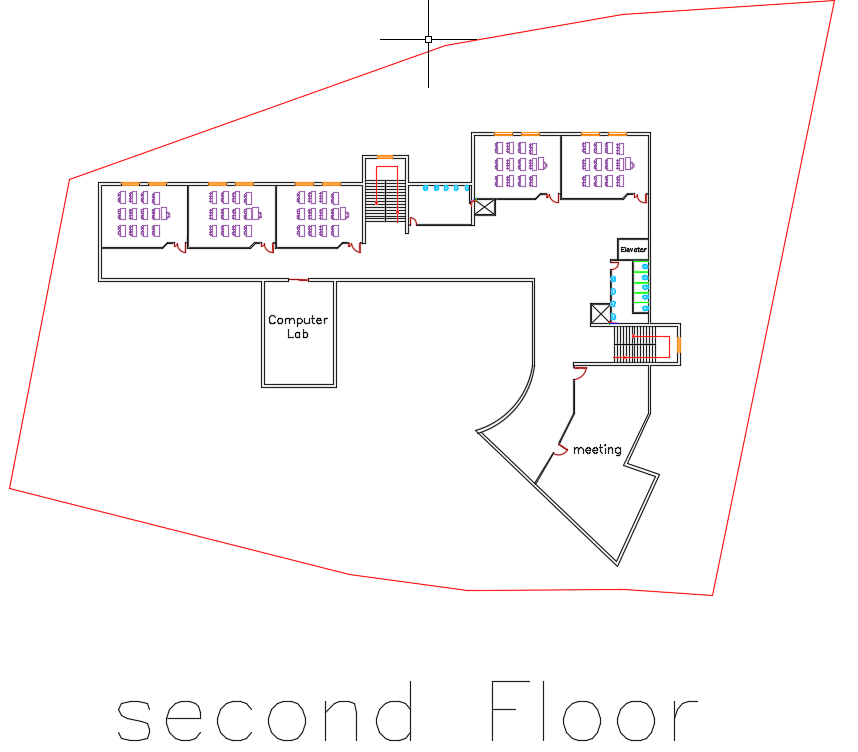 Elevator
Computer
Lab
meeting
second Floor